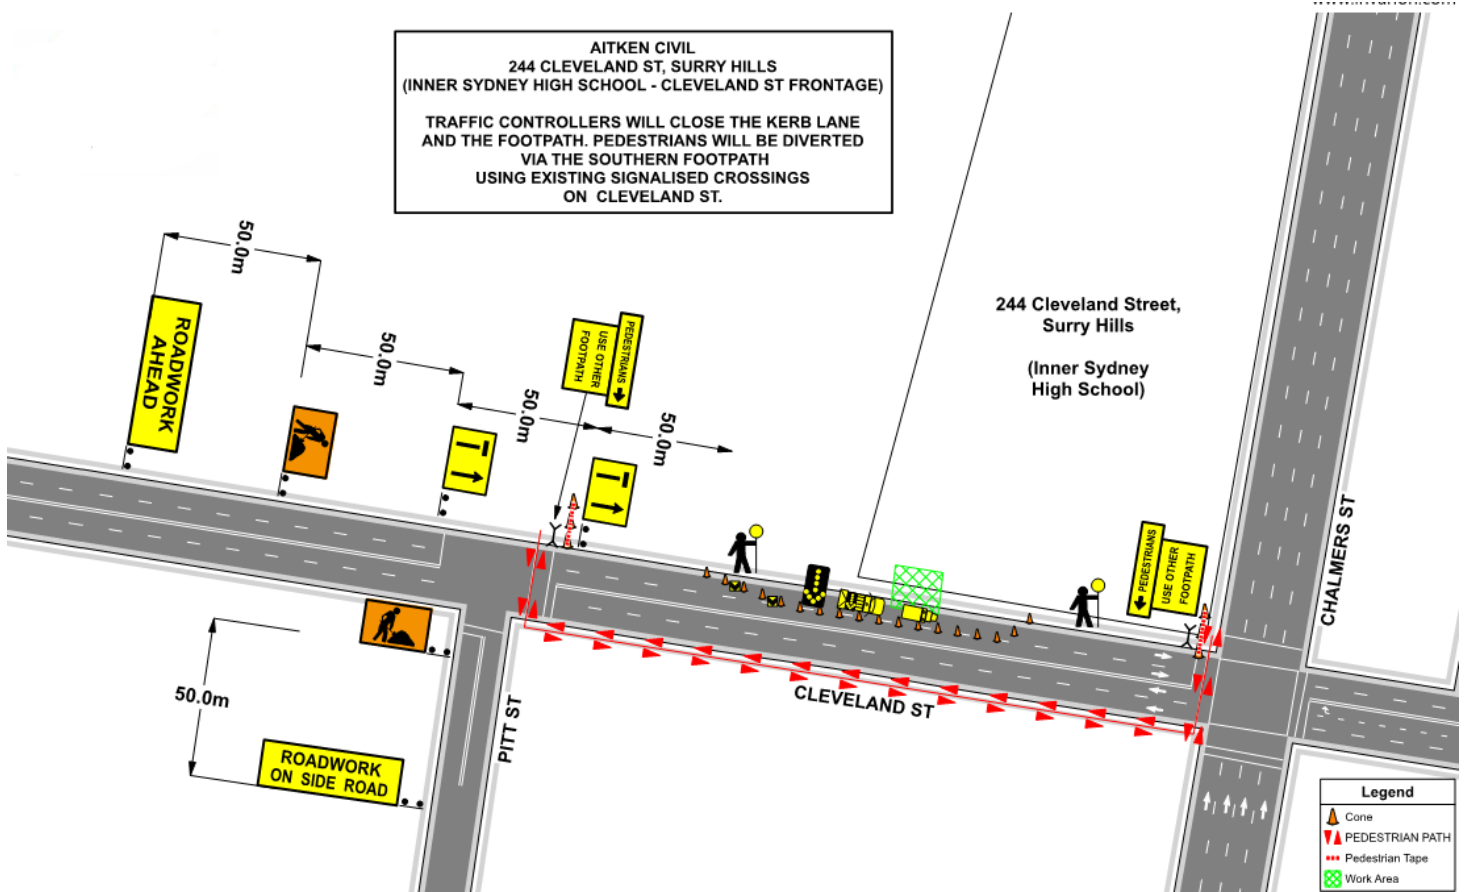 AITKEN CIVIL
244 CLEVELAND ST, SURRY HILLS
(INNER SYDNEY HIGH SCHOOL - CLEVELAND ST FRONTAGE)
TRAFFIC CONTROLLERS WILL CLOSE THE KERB LANE
AND THE FOOTPATH. PEDESTRIANS WILL BE DIVERTED
VIA THE SOUTHERN FOOTPATH
USING EXISTING SIGNALISED CROSSINGS
ON CLEVELAND ST.
50.0m
50.0m
50.0m
50.0m
ROADWORK
AHEAD
PEDESTRIANS
USE OTHER
FOOTPATH
244 Cleveland Street,
Surry Hills
(Inner Sydney
High School)
PEDESTRIANS
USE OTHER
FOOTPATH
CHALMERS ST
CLEVELAND ST
PITT ST
50.0m
ROADWORK
ON SIDE ROAD
Legend
Cone
PEDESTRIAN PATH
Pedestrian Tape
Work Area